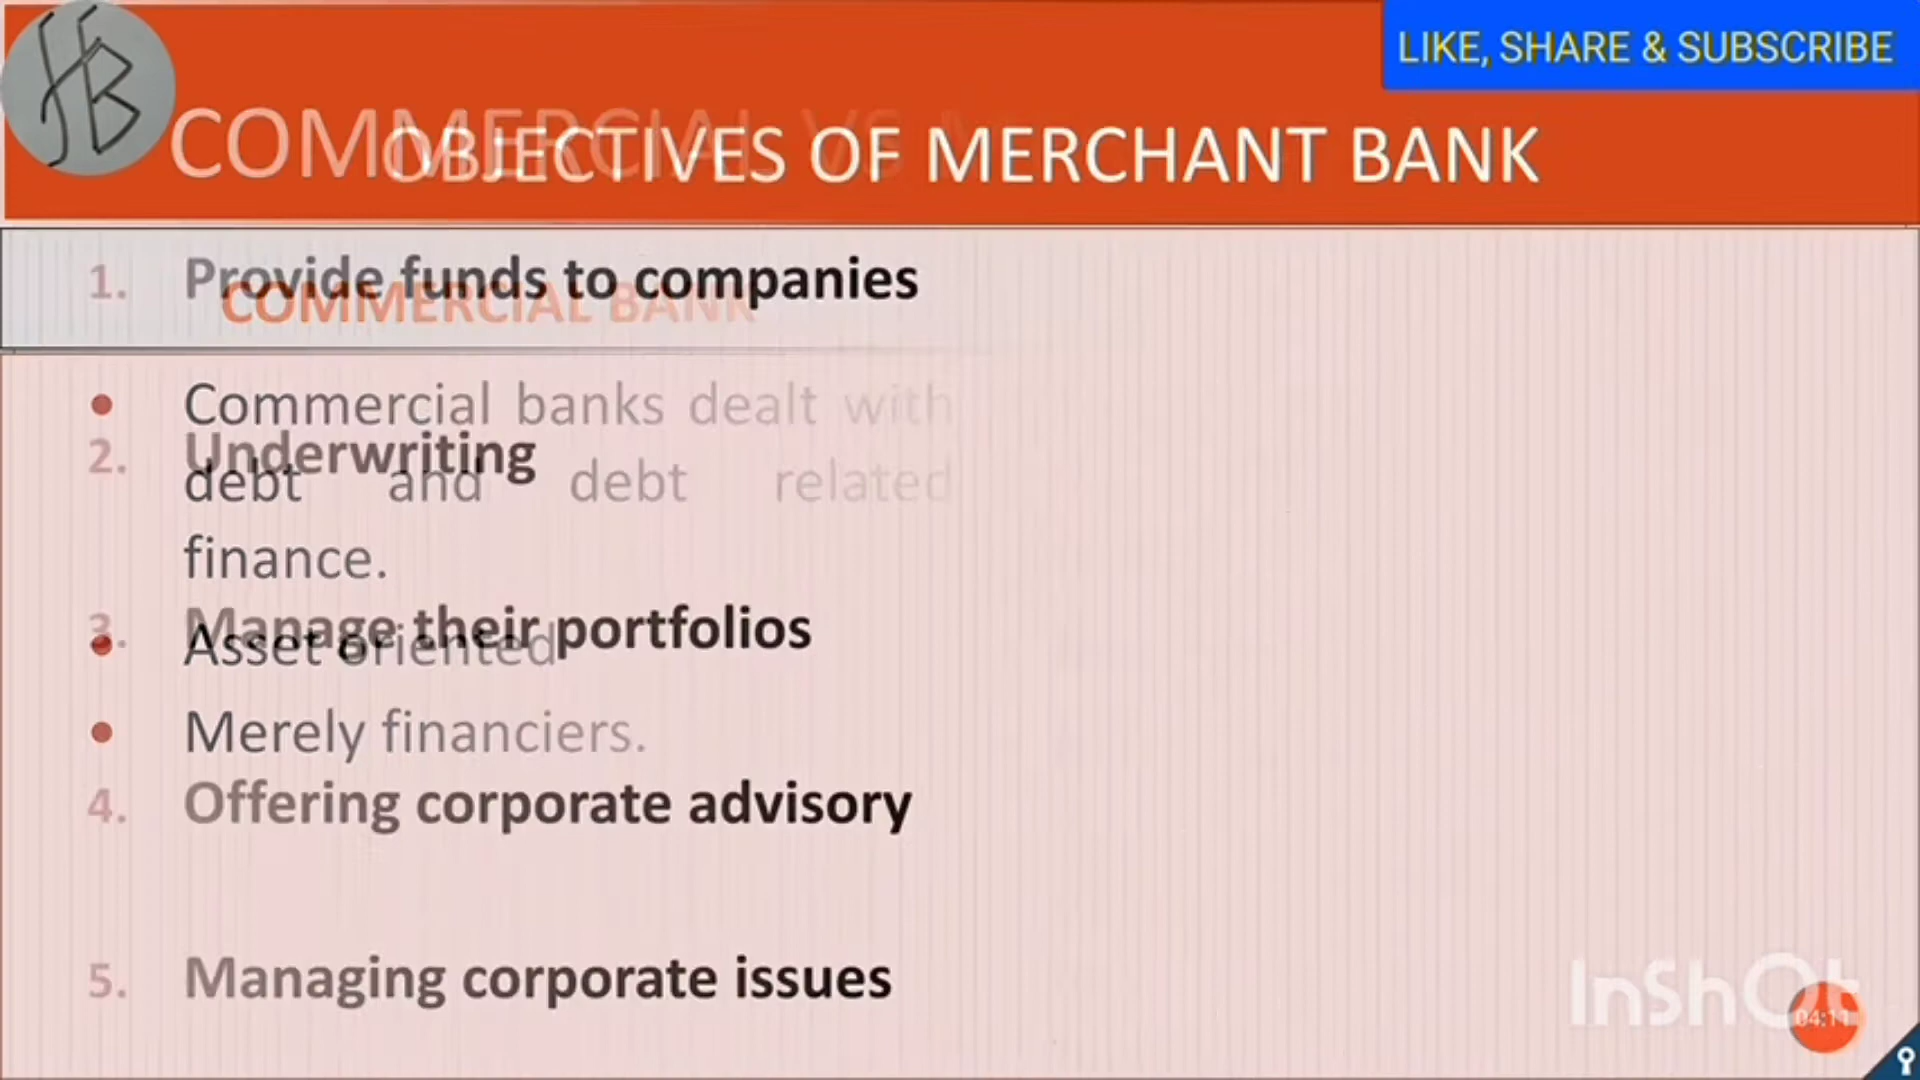 LIKE, SHARE & SUBSCRIBE
COMMERCIAL VS
OBJECTIVES OF MERCHANT BANK
1. Provide funds to companies
COMMERCIAL BANK
• Commercial banks dealt with
2. Underwriting
debt and debt related
finance.
3. Manage their portfolios
• Asset oriented
• Merely financiers.
4. Offering corporate advisory
5. Managing corporate issues
InShOt
04:11